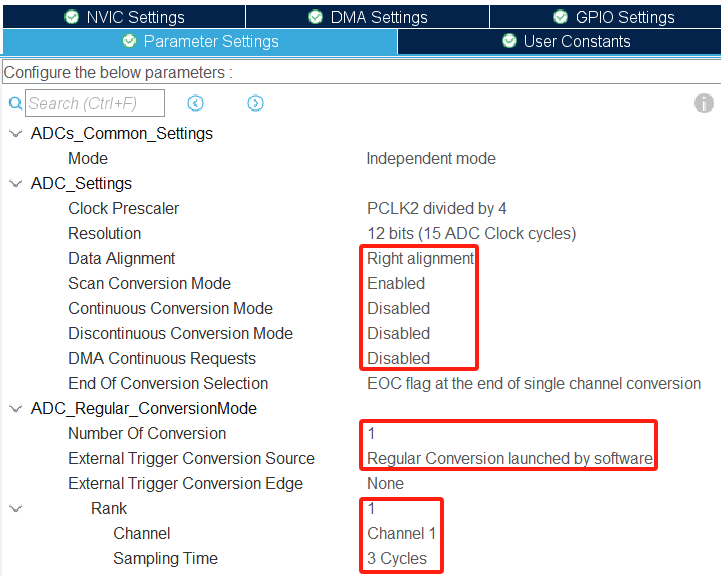 NVIC Settings DMA Settings GPIO Settings
Parameter Settings User Constants
Configure the below parameters :
Search (Ctrl+F)
ADCs_Common_Settings
Mode Independent mode
ADC_Settings
Clock Prescaler PCLK2 divided by 4
Resolution 12 bits (15 ADC Clock cycles)
Data Alignment Right alignment
Scan Conversion Mode Enabled
Continuous Conversion Mode Disabled
Discontinuous Conversion Mode Disabled
DMA Continuous Requests Disabled
End Of Conversion Selection EOC flag at the end of single channel conversion
ADC_Regular_ConversionMode
Number Of Conversion 1
External Trigger Conversion Source Regular Conversion launched by software
External Trigger Conversion Edge None
Rank 1
Channel Channel 1
Sampling Time 3 Cycles